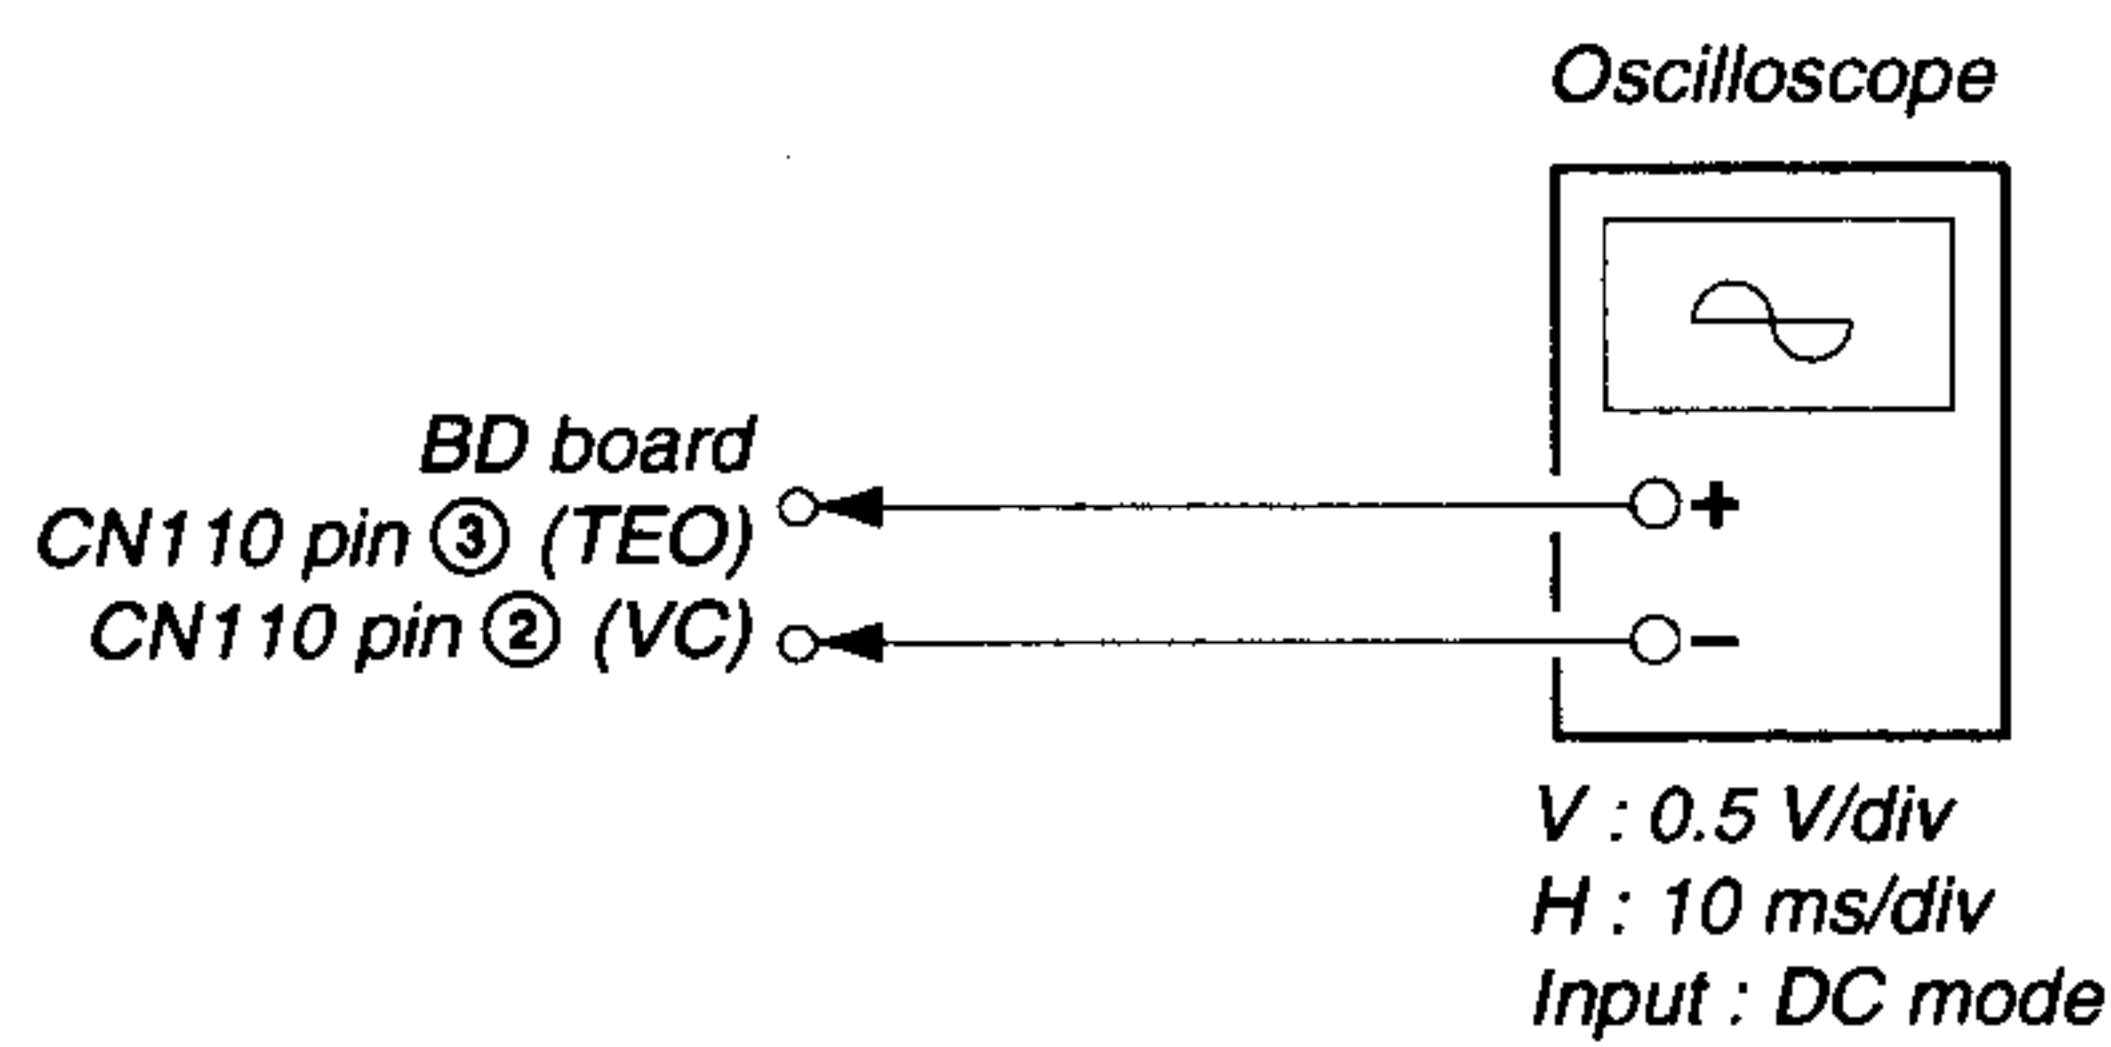 Oscilloscope
BD board
CN110 pin ③ (TEO)
+
CN110 pin ② (VC)
−
V : 0.5 V/div
H : 10 ms/div
Input : DC mode